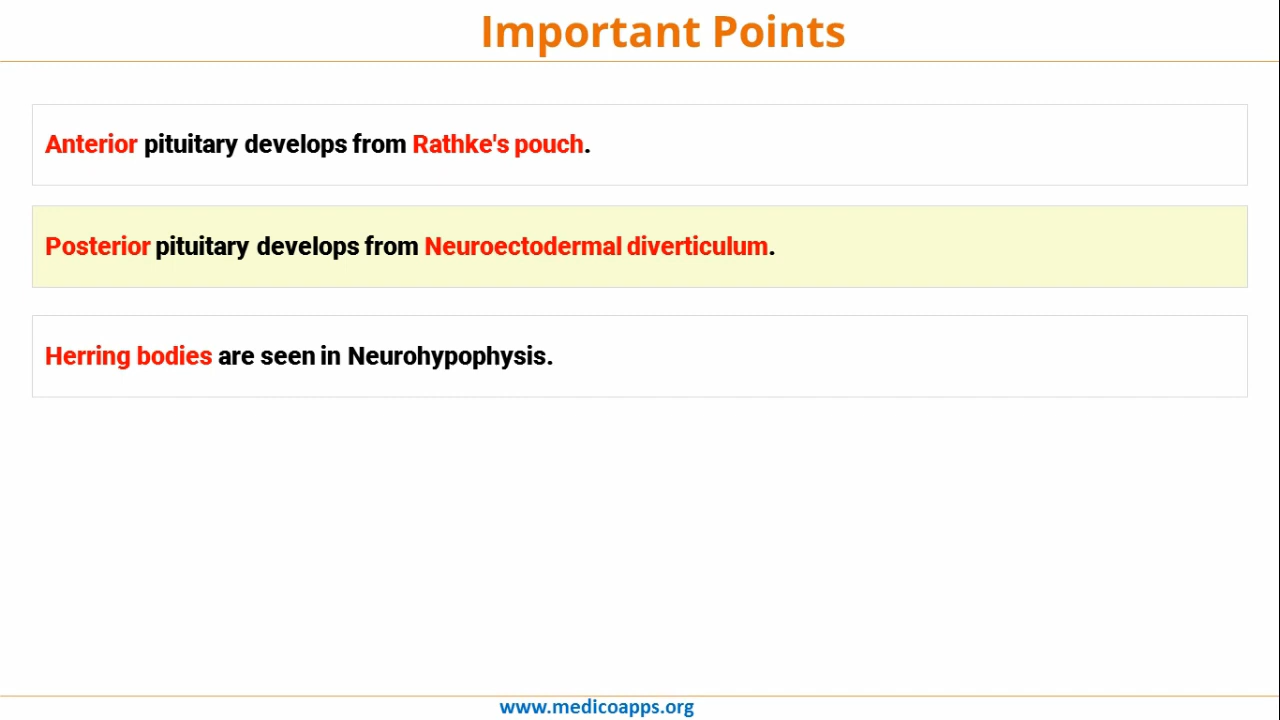 Important Points
Anterior pituitary develops from Rathke's pouch.
Posterior pituitary develops from Neuroectodermal diverticulum.
Herring bodies are seen in Neurohypophysis.
www.medicoapps.org